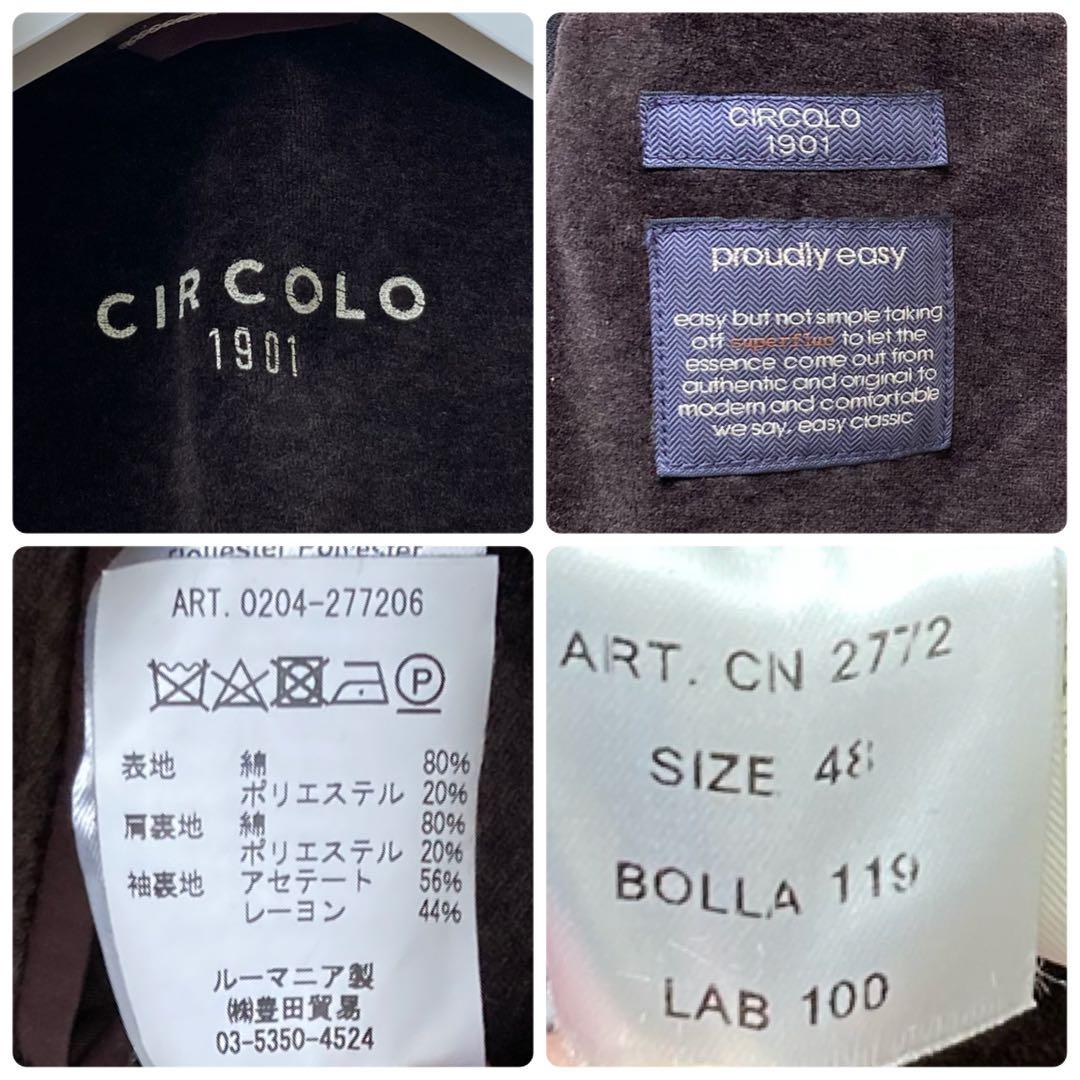 CIRCOLO
1901
CIRCOLO
1901
proudly easy
easy but not simple taking
off superfluo to let the
essence come out from
authentic and original to
modern and comfortable
we say, easy classic
Polyester
ART. 0204-277206
P
表地 綿 80%
ポリエステル 20%
肩裏地 綿 80%
ポリエステル 20%
袖裏地 アセテート 56%
レーヨン 44%
ルーマニア製
㈱豊田貿易
03-5350-4524
ART. CN 2772
SIZE 48
BOLLA 119
LAB 100